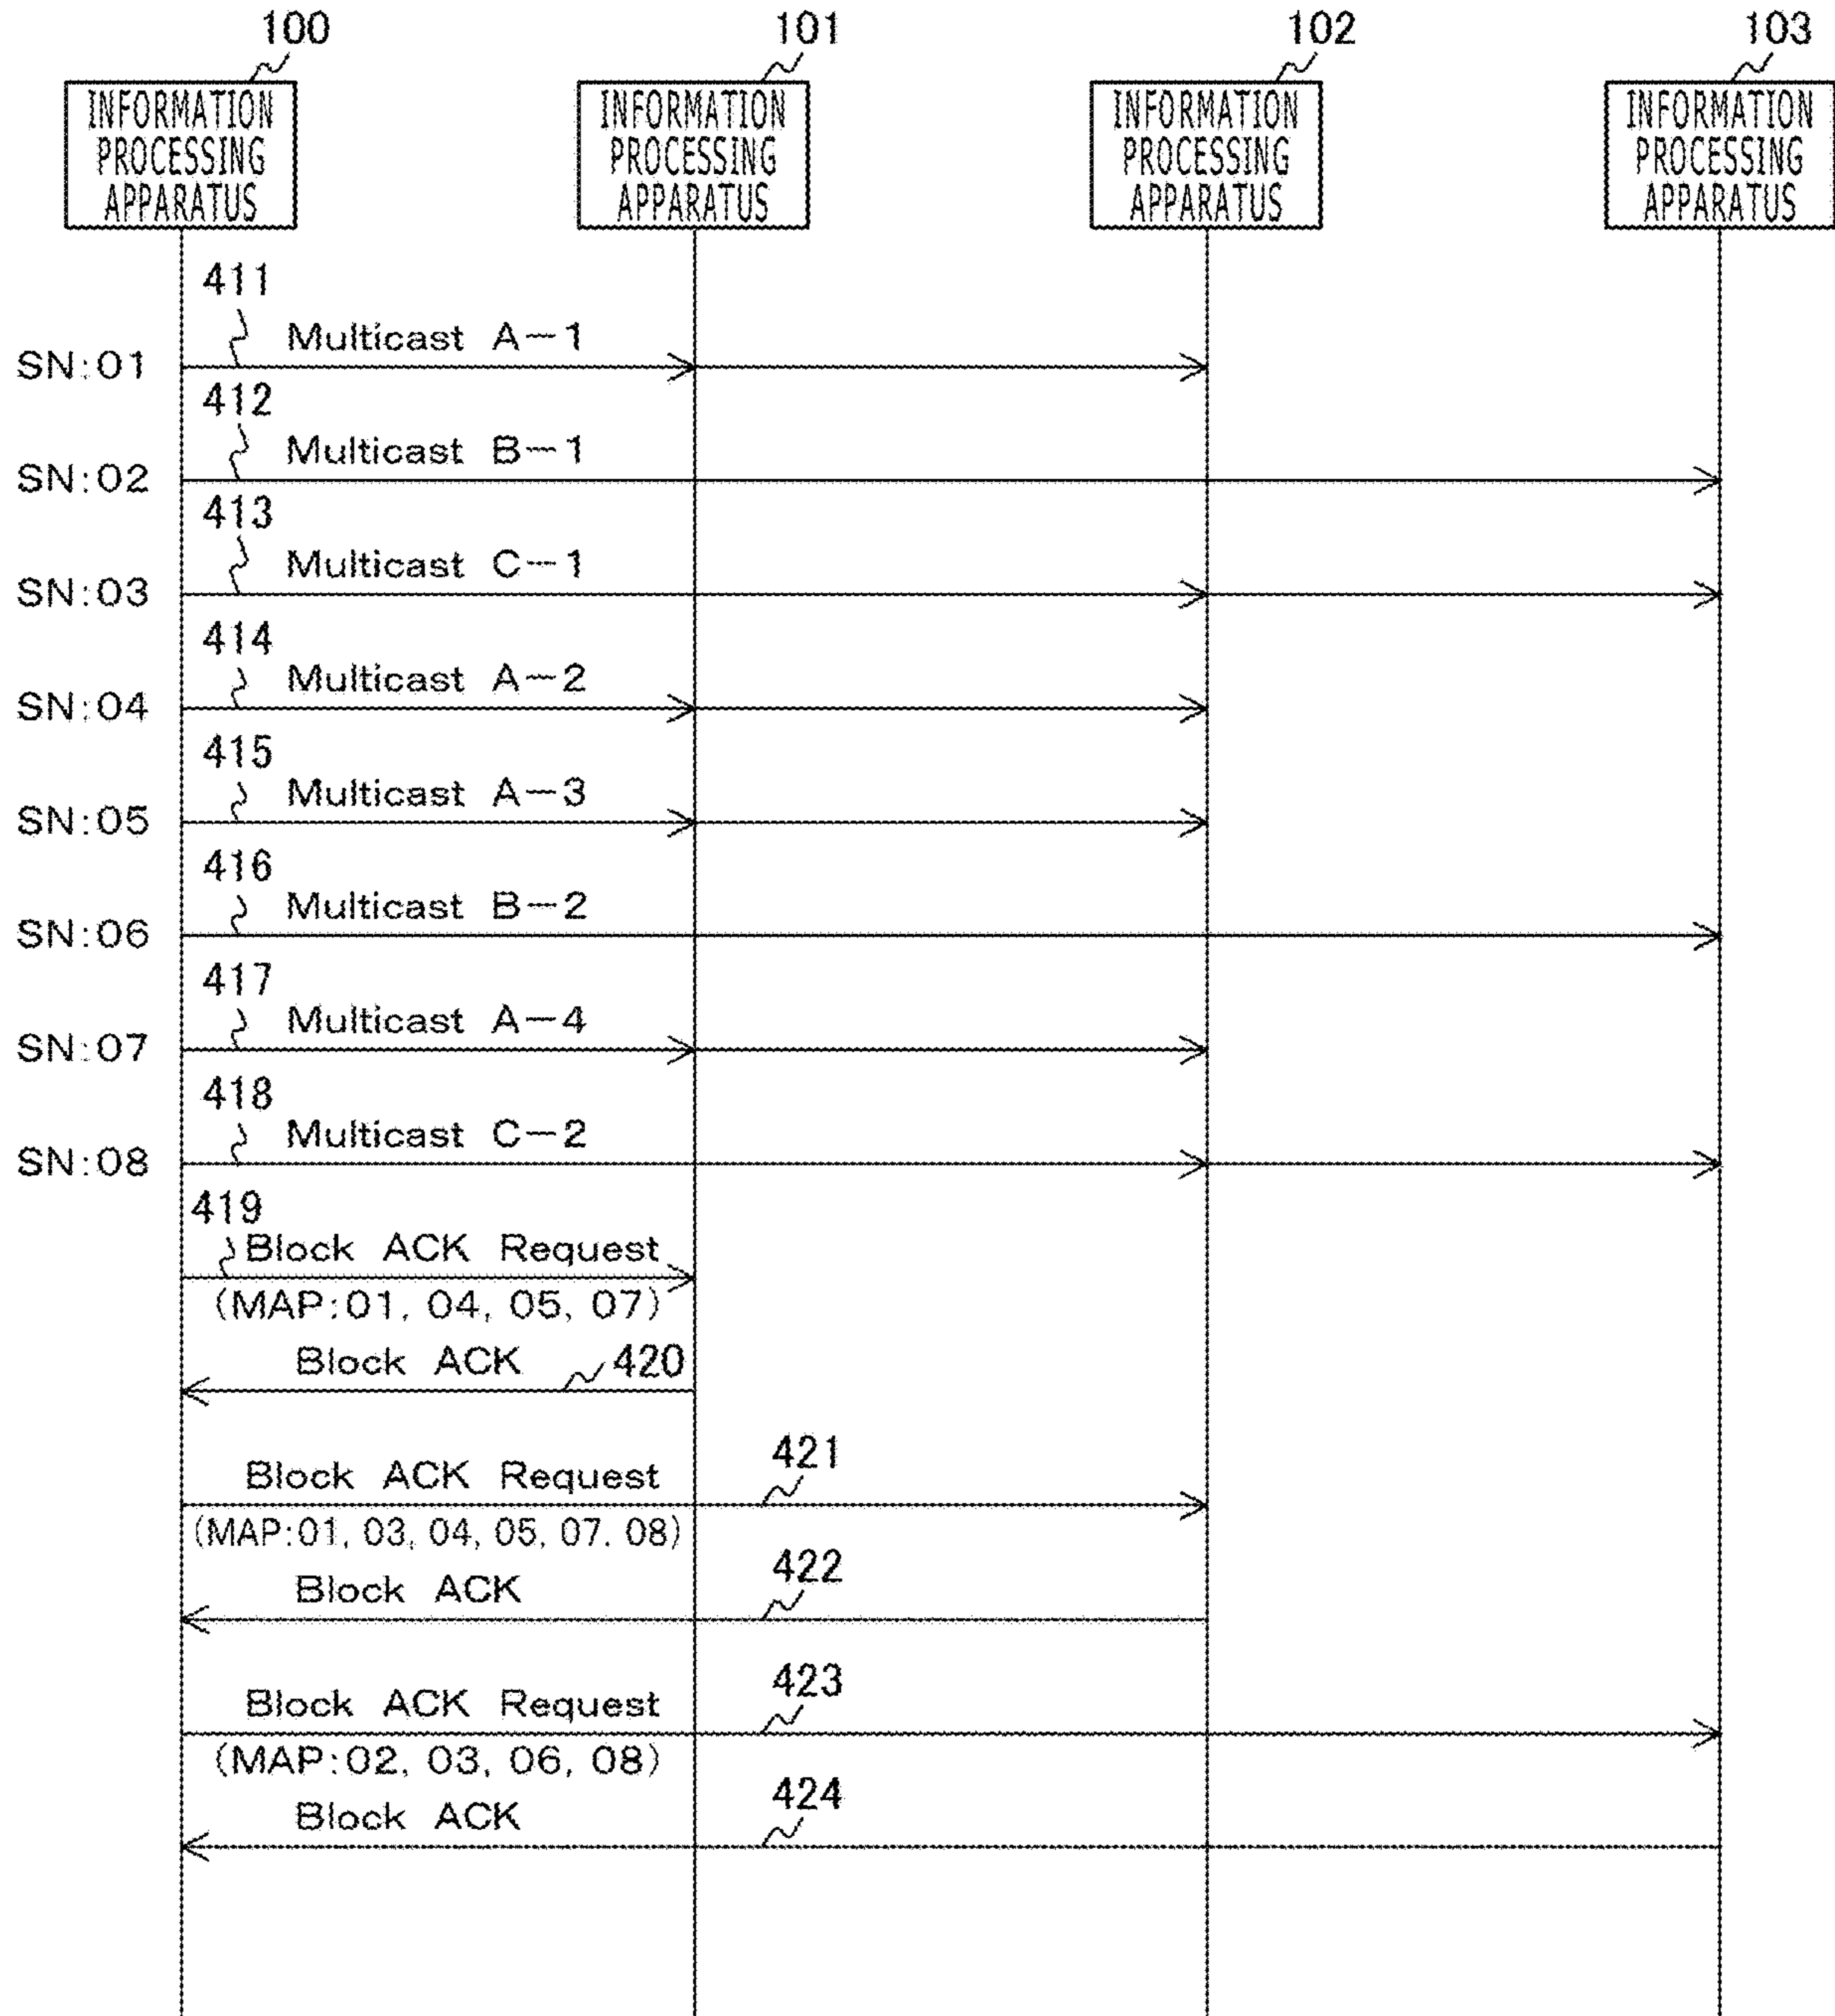 100
101
102
103
INFORMATION
PROCESSING
APPARATUS
INFORMATION
PROCESSING
APPARATUS
INFORMATION
PROCESSING
APPARATUS
INFORMATION
PROCESSING
APPARATUS
411
Multicast A-1
SN:01
412
Multicast B-1
SN:02
413
Multicast C-1
SN:03
414
Multicast A-2
SN:04
415
Multicast A-3
SN:05
416
Multicast B-2
SN:06
417
Multicast A-4
SN:07
418
Multicast C-2
SN:08
419
Block ACK Request
(MAP:01, 04, 05, 07)
Block ACK
420
421
Block ACK Request
(MAP:01, 03, 04, 05, 07, 08)
422
Block ACK
423
Block ACK Request
(MAP:02, 03, 06, 08)
424
Block ACK